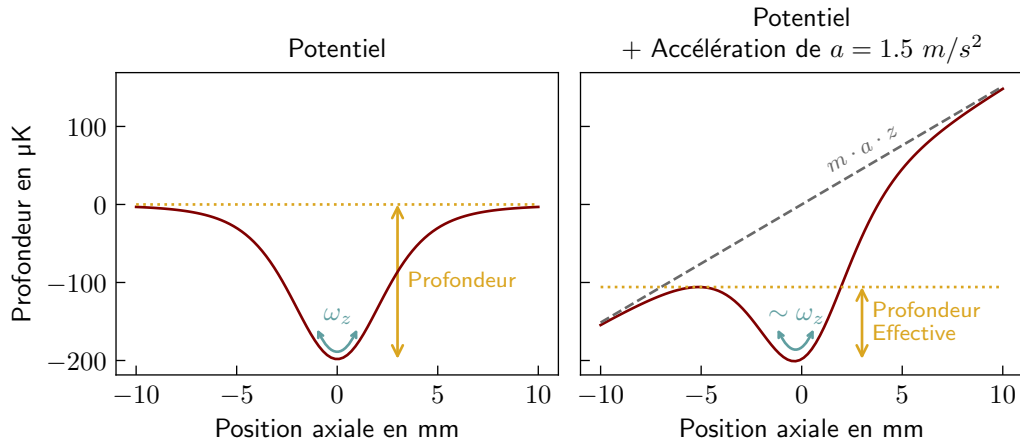 Potentiel
Profondeur en µK
100
0
−100
−200
Profondeur
ω_z
−10
−5
0
5
10
Position axiale en mm
Potentiel
+ Accélération de a = 1.5 m/s²
m · a · z
∼ ω_z
Profondeur
Effective
−10
−5
0
5
10
Position axiale en mm